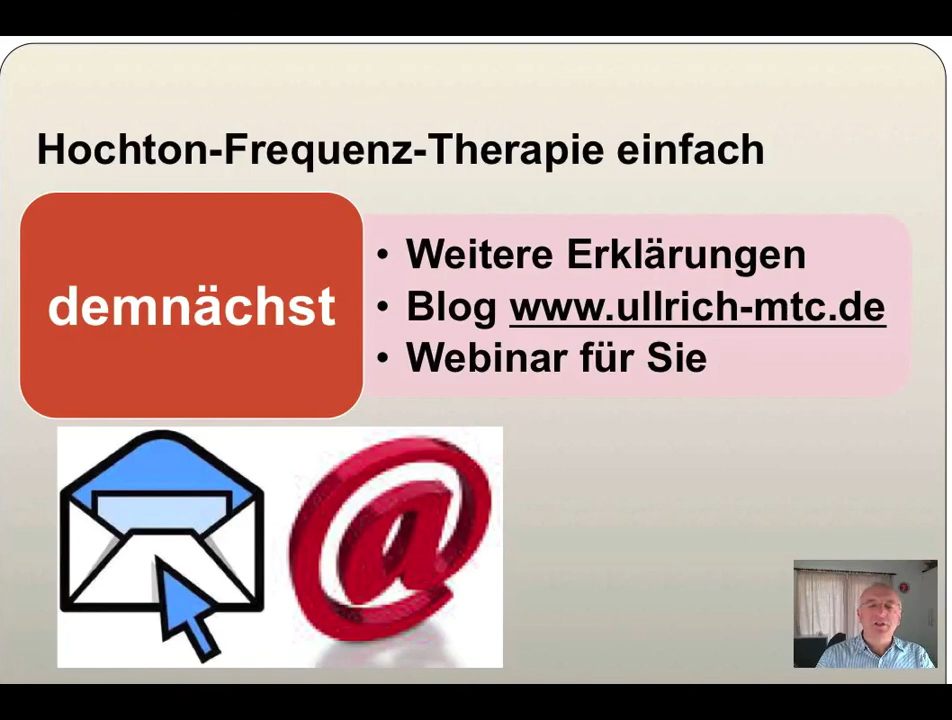 Hochton-Frequenz-Therapie einfach
demnächst
• Weitere Erklärungen
• Blog www.ullrich-mtc.de
• Webinar für Sie
@